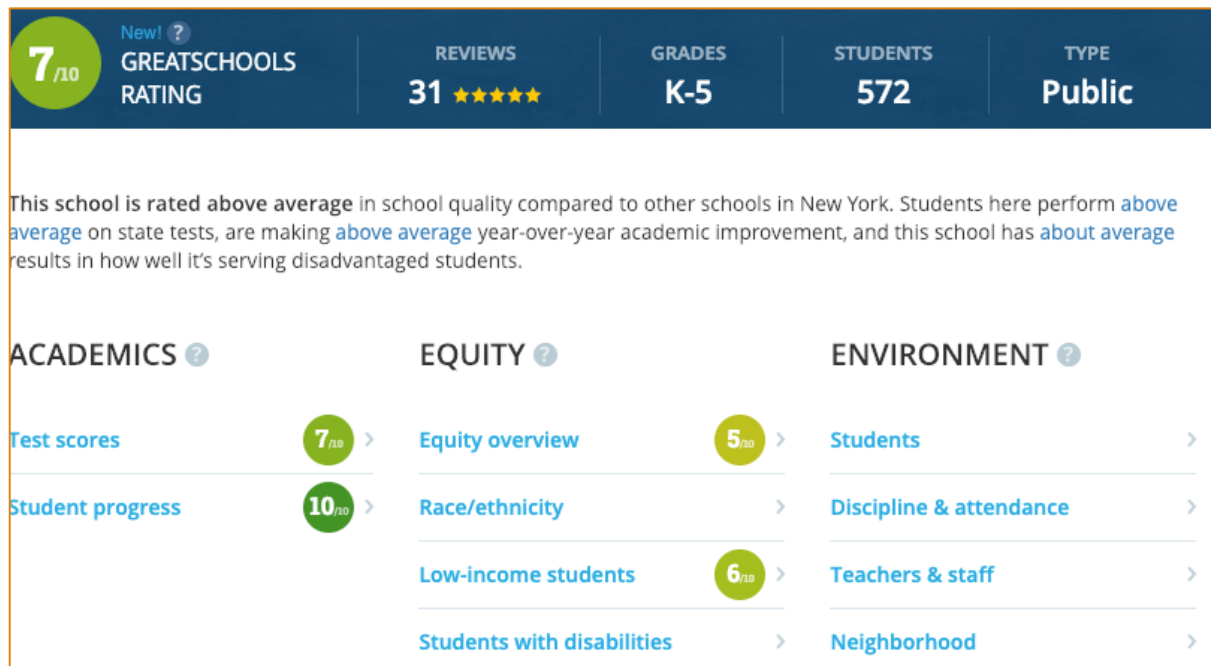 7/10
New! ?
GREATSCHOOLS
RATING
REVIEWS
31 ★★★★★
GRADES
K-5
STUDENTS
572
TYPE
Public
This school is rated above average in school quality compared to other schools in New York. Students here perform above
average on state tests, are making above average year-over-year academic improvement, and this school has about average
results in how well it’s serving disadvantaged students.
ACADEMICS ?
Test scores 7/10 >
Student progress 10/10 >
EQUITY ?
Equity overview 5/10 >
Race/ethnicity >
Low-income students 6/10 >
Students with disabilities >
ENVIRONMENT ?
Students >
Discipline & attendance >
Teachers & staff >
Neighborhood >